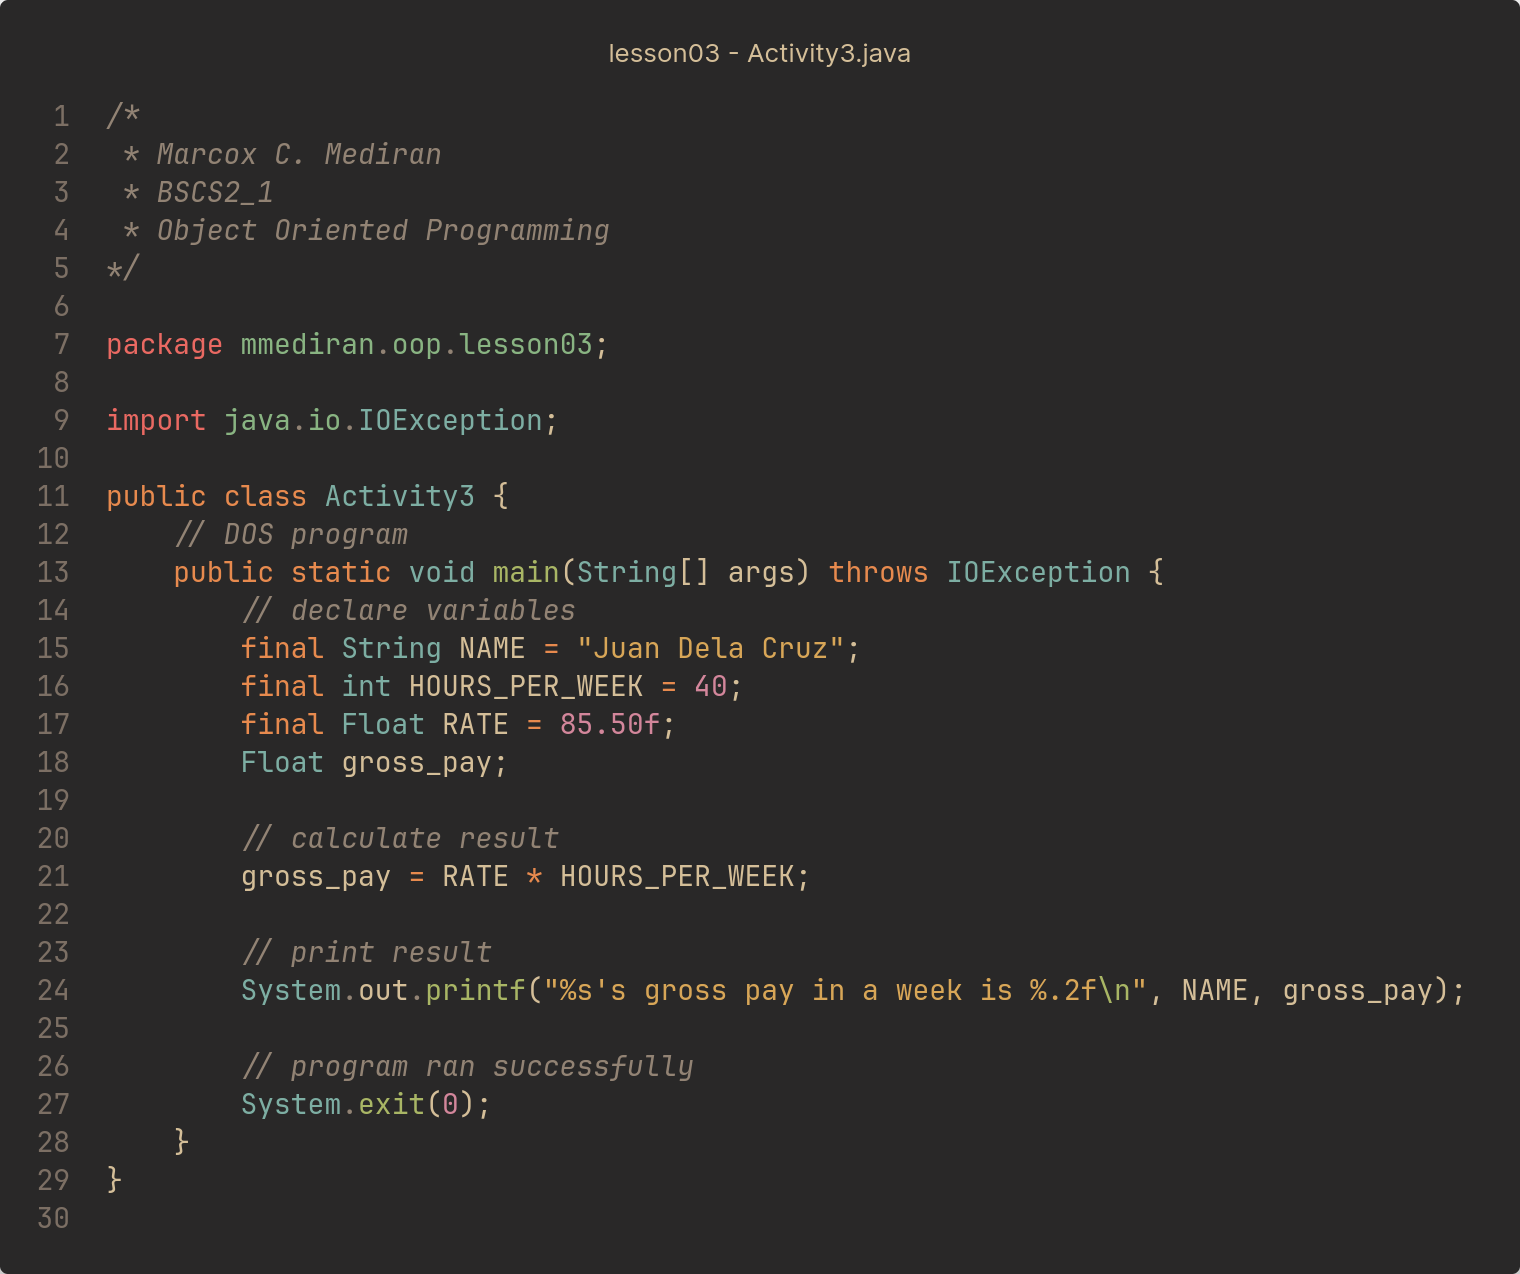 lesson03 - Activity3.java
1 /*
2  * Marcox C. Mediran
3  * BSCS2_1
4  * Object Oriented Programming
5 */
6
7 package mmediran.oop.lesson03;
8
9 import java.io.IOException;
10
11 public class Activity3 {
12     // DOS program
13     public static void main(String[] args) throws IOException {
14         // declare variables
15         final String NAME = "Juan Dela Cruz";
16         final int HOURS_PER_WEEK = 40;
17         final Float RATE = 85.50f;
18         Float gross_pay;
19
20         // calculate result
21         gross_pay = RATE * HOURS_PER_WEEK;
22
23         // print result
24         System.out.printf("%s's gross pay in a week is %.2f\n", NAME, gross_pay);
25
26         // program ran successfully
27         System.exit(0);
28     }
29 }
30